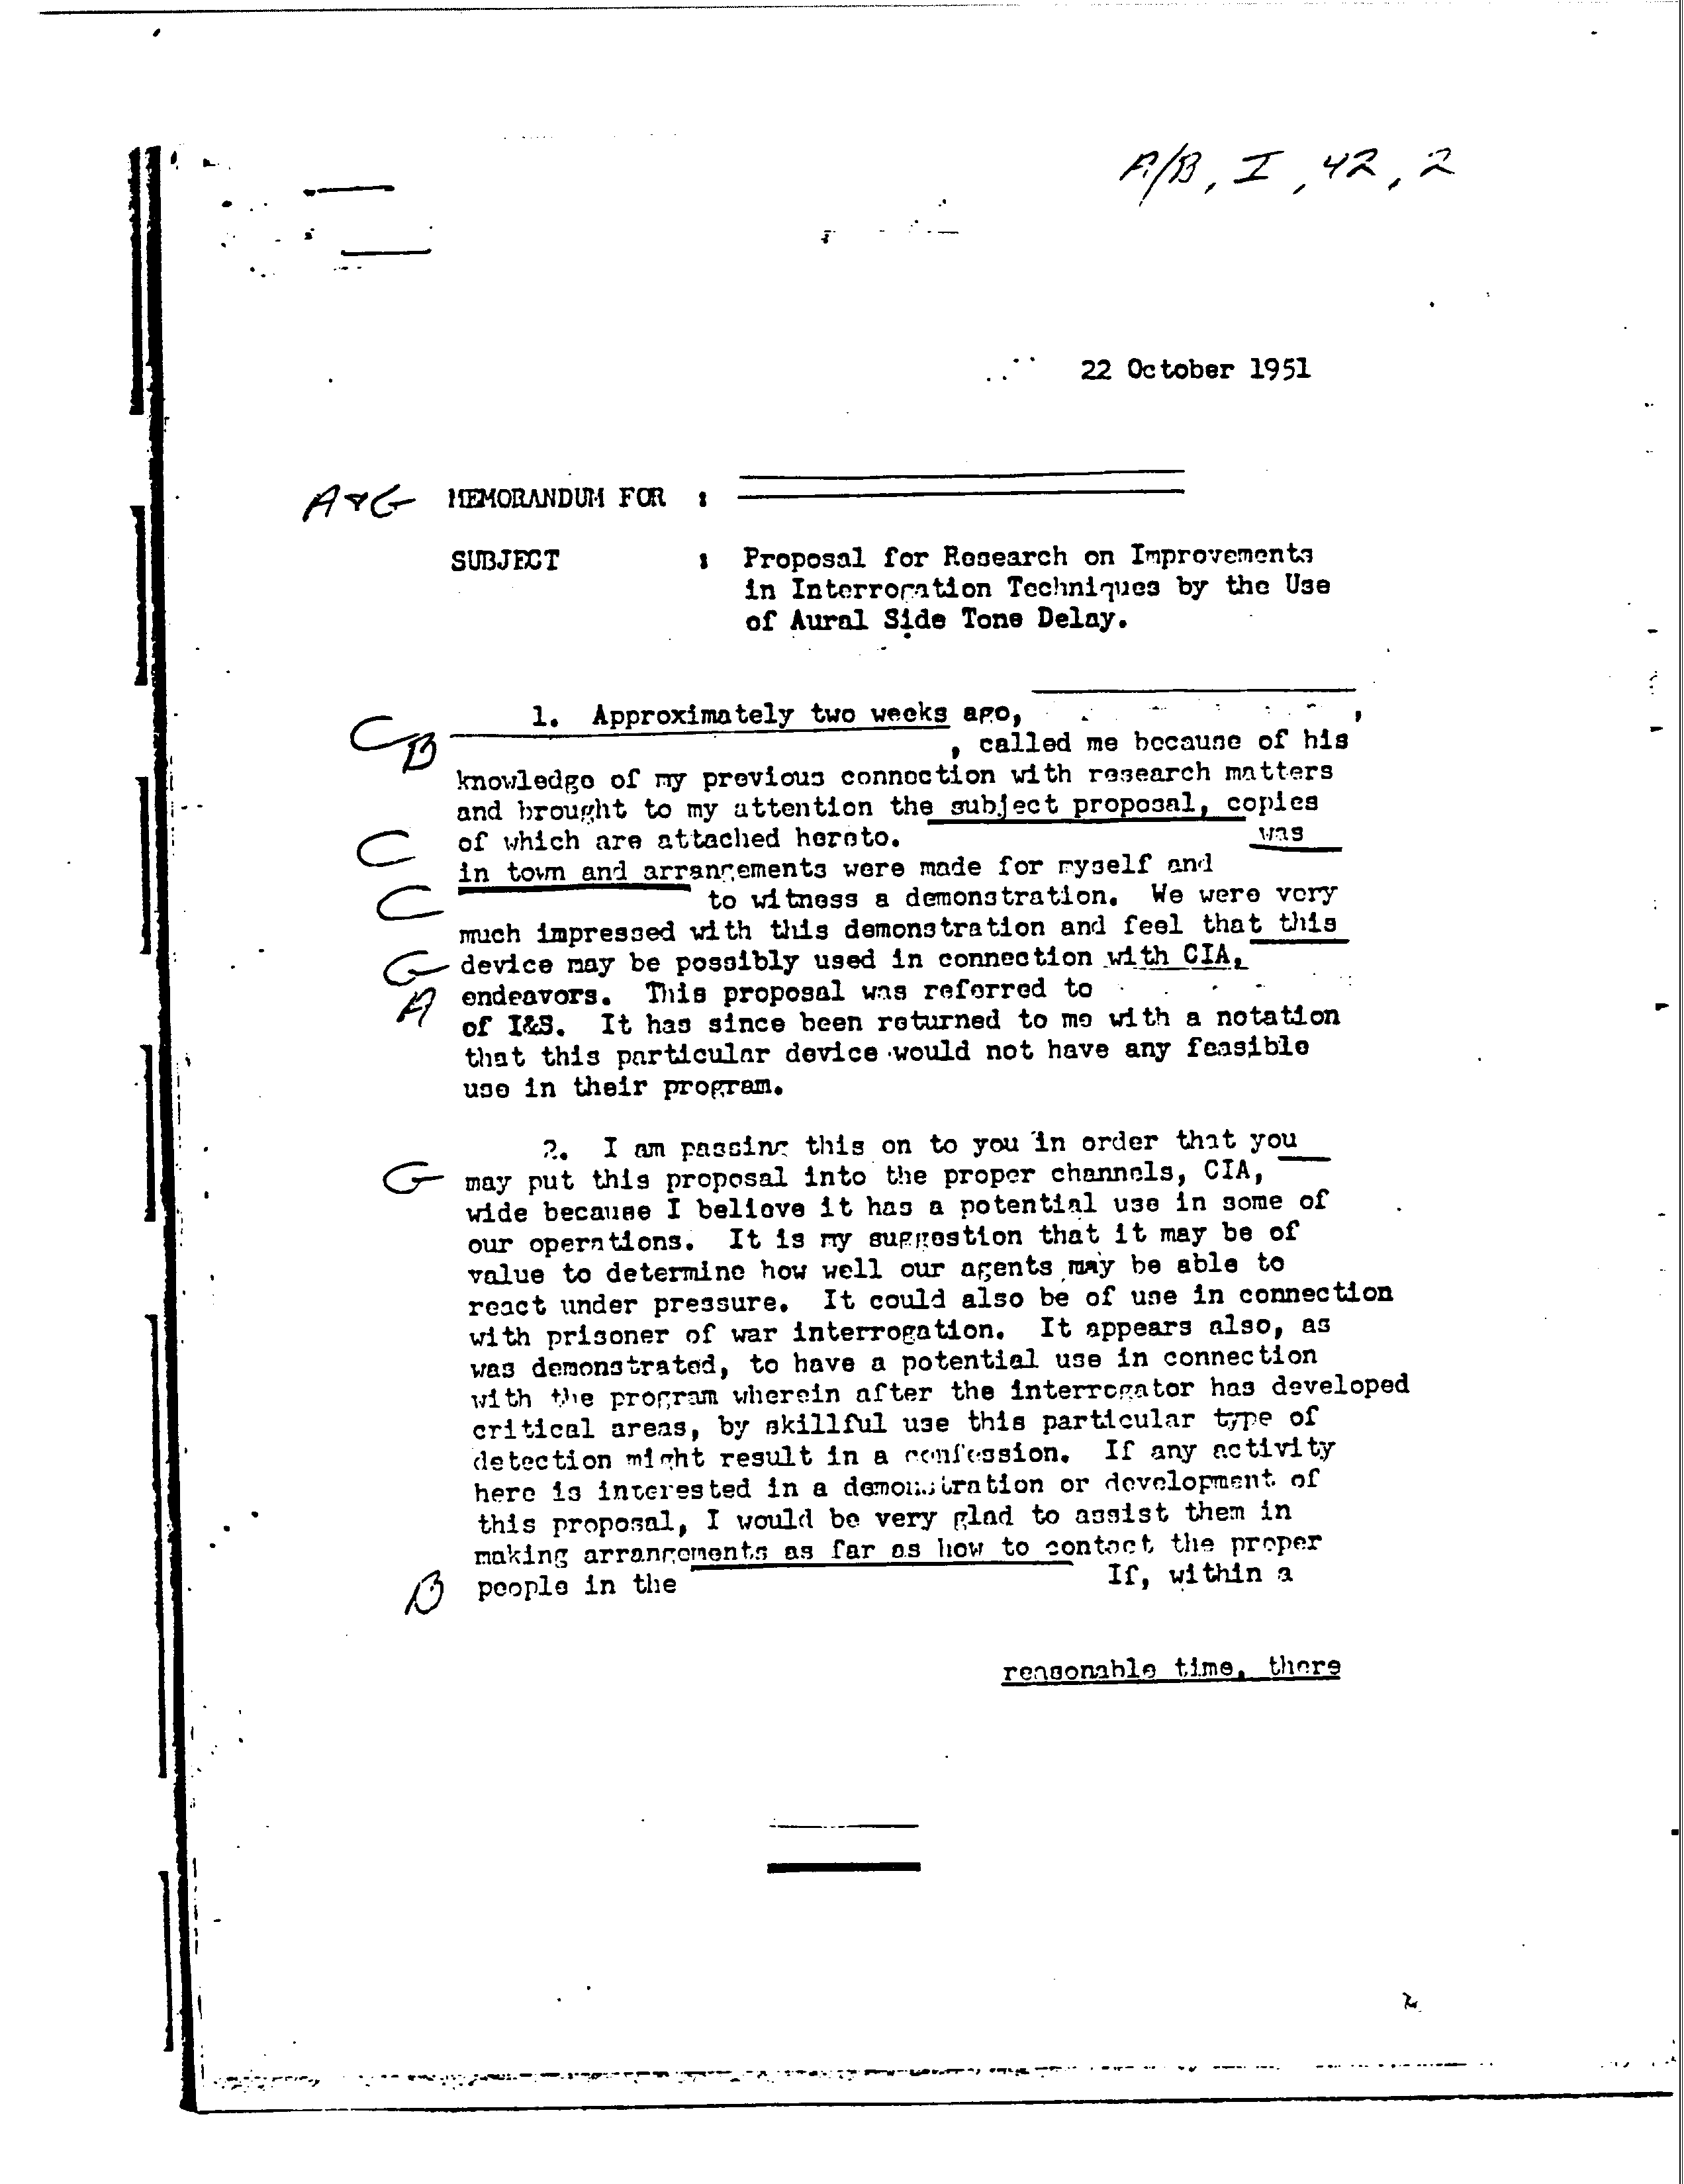 A/B, I, 42, 2
22 October 1951
A&G MEMORANDUM FOR :
SUBJECT : Proposal for Research on Improvements
in Interrogation Techniques by the Use
of Aural Side Tone Delay.
1. Approximately two weeks ago, ,
C B , called me because of his
knowledge of my previous connection with research matters
and brought to my attention the subject proposal, copies
C of which are attached hereto. was
in town and arrangements were made for myself and
C to witness a demonstration. We were very
much impressed with this demonstration and feel that this
G device may be possibly used in connection with CIA,
A endeavors. This proposal was referred to
of I&S. It has since been returned to me with a notation
that this particular device would not have any feasible
use in their program.
2. I am passing this on to you in order that you
G may put this proposal into the proper channels, CIA,
wide because I believe it has a potential use in some of
our operations. It is my suggestion that it may be of
value to determine how well our agents may be able to
react under pressure. It could also be of use in connection
with prisoner of war interrogation. It appears also, as
was demonstrated, to have a potential use in connection
with the program wherein after the interrogator has developed
critical areas, by skillful use this particular type of
detection might result in a confession. If any activity
here is interested in a demonstration or development of
this proposal, I would be very glad to assist them in
making arrangements as far as how to contact the proper
B people in the If, within a
reasonable time, there